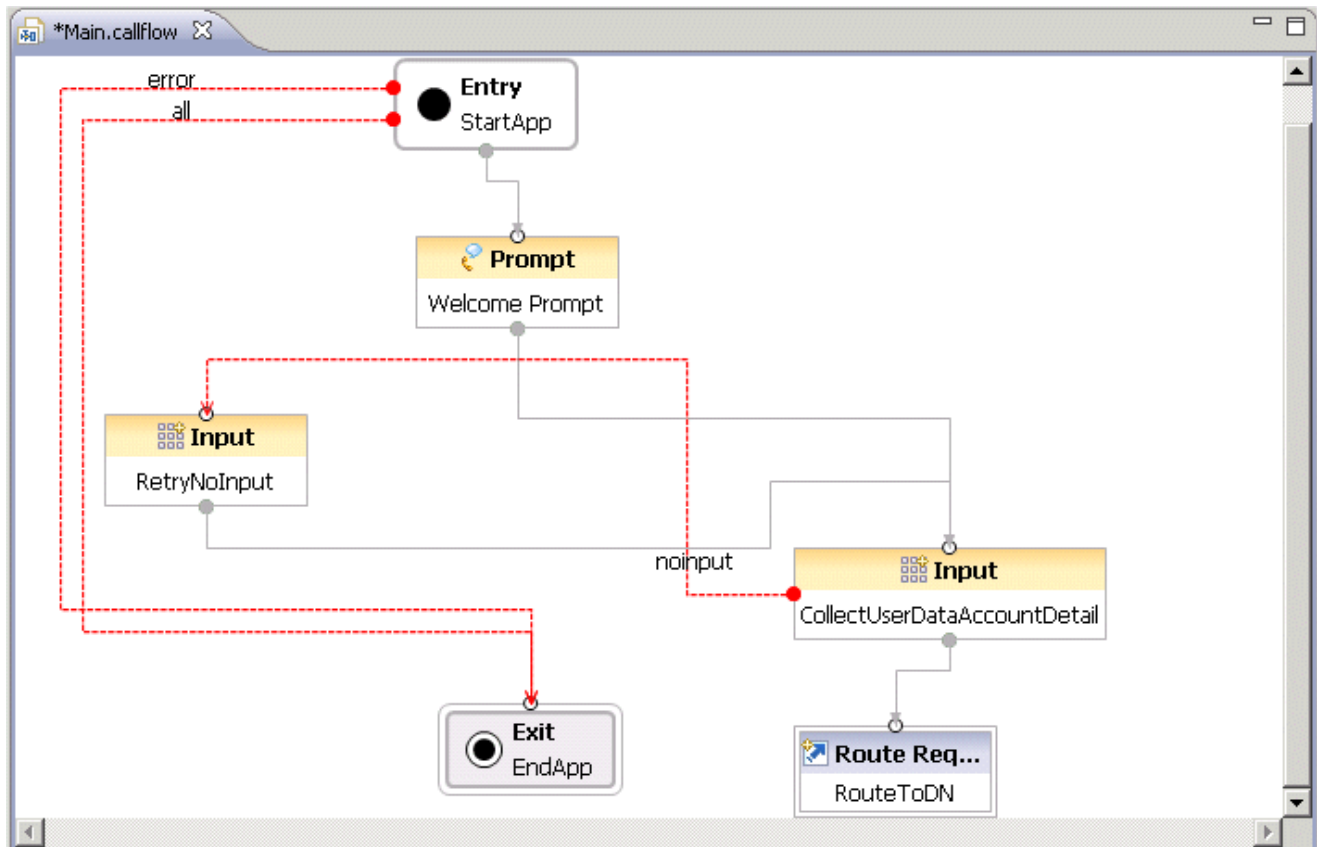 *Main.callflow
error
all
Entry
StartApp
Prompt
Welcome Prompt
Input
RetryNoInput
noinput
Input
CollectUserDataAccountDetail
Exit
EndApp
Route Req...
RouteToDN